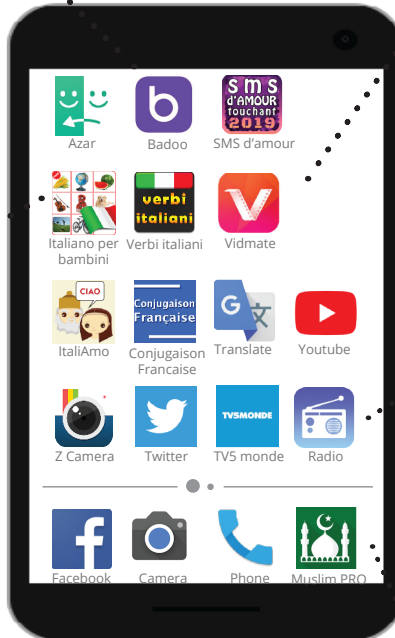 sms
d'AMOUR
touchant
2019
b
Azar
Badoo
SMS d'amour
verbi
italiani
Italiano per
bambini
Verbi italiani
Vidmate
CIAO
Conjugaison
Française
G
ItaliAmo
Conjugaison
Francaise
Translate
Youtube
TV5MONDE
Z Camera
Twitter
TV5 monde
Radio
f
Facebook
Camera
Phone
Muslim PRO